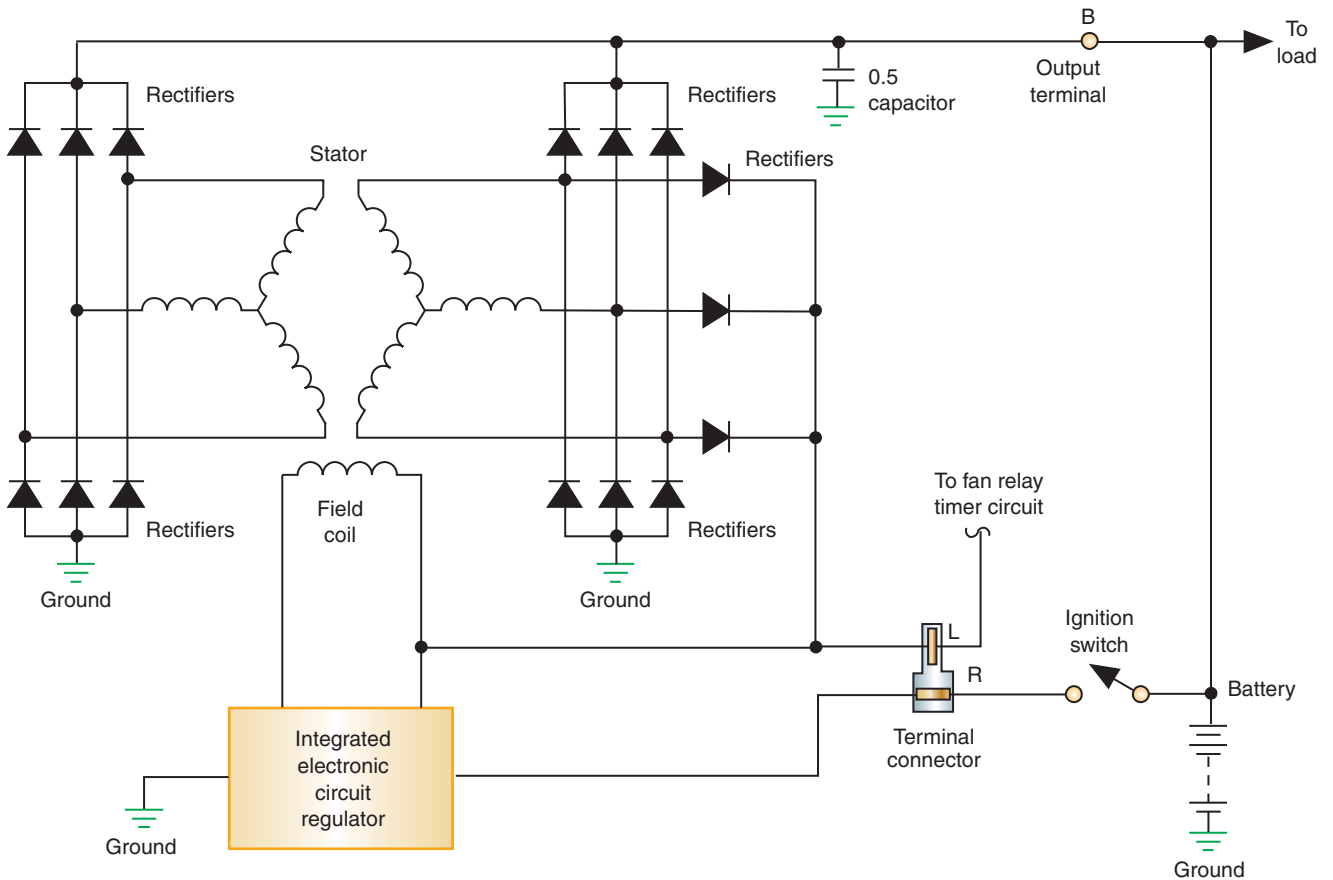 B
To
load
Output
terminal
0.5
capacitor
Rectifiers
Rectifiers
Rectifiers
Stator
Field
coil
Rectifiers
Rectifiers
Ground
Ground
To fan relay
timer circuit
L
R
Ignition
switch
Battery
Terminal
connector
Integrated
electronic
circuit
regulator
Ground
Ground